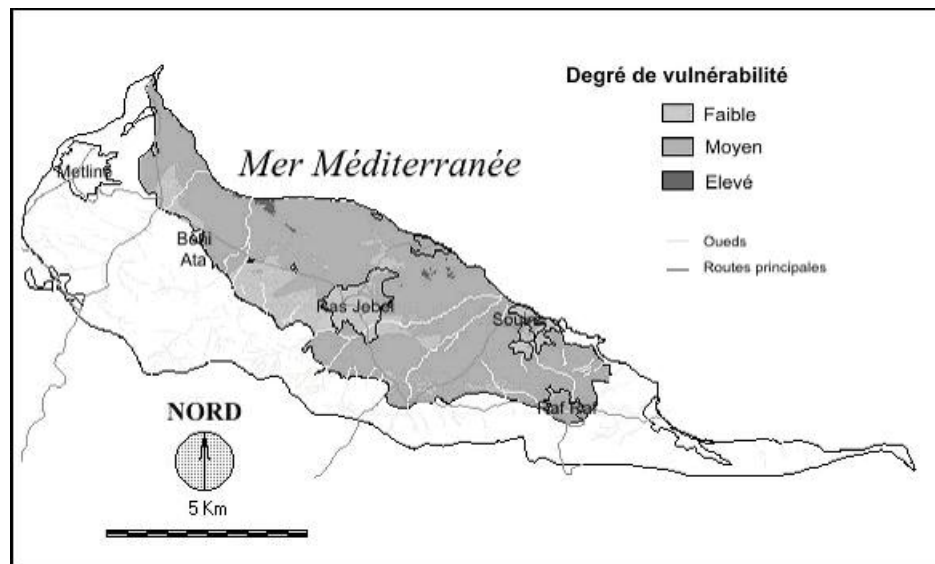 Degré de vulnérabilité
Faible
Moyen
Elevé
Mer Méditerranée
Metline
Béni
Ata
Oueds
Routes principales
Ras Jebel
Raf Raf
NORD
5 Km